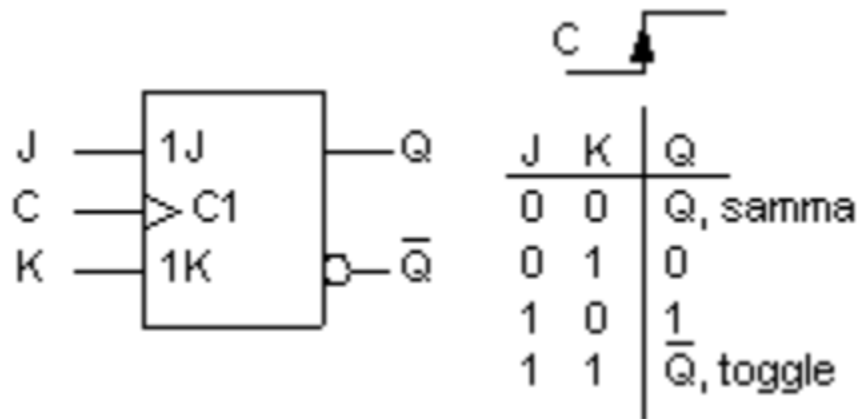 J 1J Q
C C1
K 1K Q̅
C
J K Q
0 0 Q, samma
0 1 0
1 0 1
1 1 Q̅, toggle